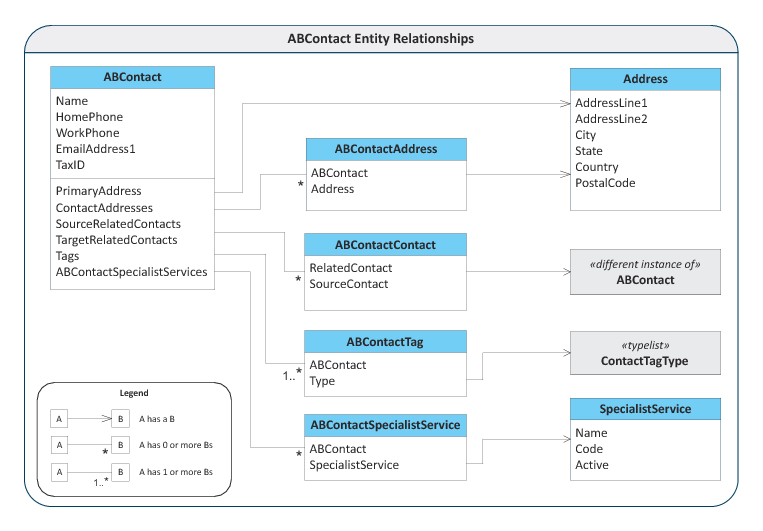 ABContact Entity Relationships
ABContact
Name
HomePhone
WorkPhone
EmailAddress1
TaxID
PrimaryAddress
ContactAddresses
SourceRelatedContacts
TargetRelatedContacts
Tags
ABContactSpecialistServices
ABContactAddress
ABContact
Address
*
ABContactContact
RelatedContact
SourceContact
*
ABContactTag
ABContact
Type
1..*
ABContactSpecialistService
ABContact
SpecialistService
*
Address
AddressLine1
AddressLine2
City
State
Country
PostalCode
«different instance of»
ABContact
«typelist»
ContactTagType
SpecialistService
Name
Code
Active
Legend
A B A has a B
A B A has 0 or more Bs
*
A B A has 1 or more Bs
1..*